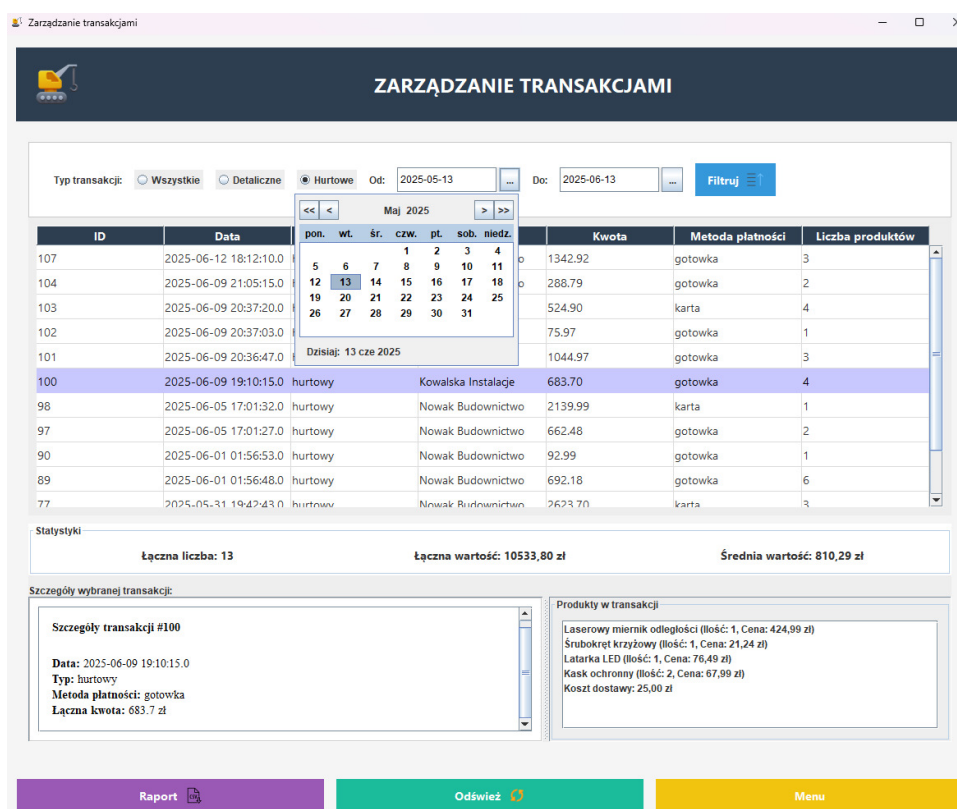 Zarządzanie transakcjami
ZARZĄDZANIE TRANSAKCJAMI
Typ transakcji: Wszystkie Detaliczne Hurtowe Od: 2025-05-13 ... Do: 2025-06-13 ... Filtruj
<< < Maj 2025 > >>
pon. wt. śr. czw. pt. sob. niedz.
1 2 3 4
5 6 7 8 9 10 11
12 13 14 15 16 17 18
19 20 21 22 23 24 25
26 27 28 29 30 31
Dzisiaj: 13 cze 2025
ID Data Kwota Metoda płatności Liczba produktów
107 2025-06-12 18:12:10.0 1342.92 gotowka 3
104 2025-06-09 21:05:15.0 288.79 gotowka 2
103 2025-06-09 20:37:20.0 524.90 karta 4
102 2025-06-09 20:37:03.0 75.97 gotowka 1
101 2025-06-09 20:36:47.0 1044.97 gotowka 3
100 2025-06-09 19:10:15.0 hurtowy Kowalska Instalacje 683.70 gotowka 4
98 2025-06-05 17:01:32.0 hurtowy Nowak Budownictwo 2139.99 karta 1
97 2025-06-05 17:01:27.0 hurtowy Nowak Budownictwo 662.48 gotowka 2
90 2025-06-01 01:56:53.0 hurtowy Nowak Budownictwo 92.99 gotowka 1
89 2025-06-01 01:56:48.0 hurtowy Nowak Budownictwo 692.18 gotowka 6
77 2025-05-31 19:42:43.0 hurtowy Nowak Budownictwo 2623.70 karta 3
Statystyki
Łączna liczba: 13 Łączna wartość: 10533,80 zł Średnia wartość: 810,29 zł
Szczegóły wybranej transakcji:
Szczegóły transakcji #100
Data: 2025-06-09 19:10:15.0
Typ: hurtowy
Metoda płatności: gotowka
Łączna kwota: 683.7 zł
Produkty w transakcji
Laserowy miernik odległości (Ilość: 1, Cena: 424,99 zł)
Śrubokręt krzyżowy (Ilość: 1, Cena: 21,24 zł)
Latarka LED (Ilość: 1, Cena: 76,49 zł)
Kask ochronny (Ilość: 2, Cena: 67,99 zł)
Koszt dostawy: 25,00 zł
Raport Odśwież Menu